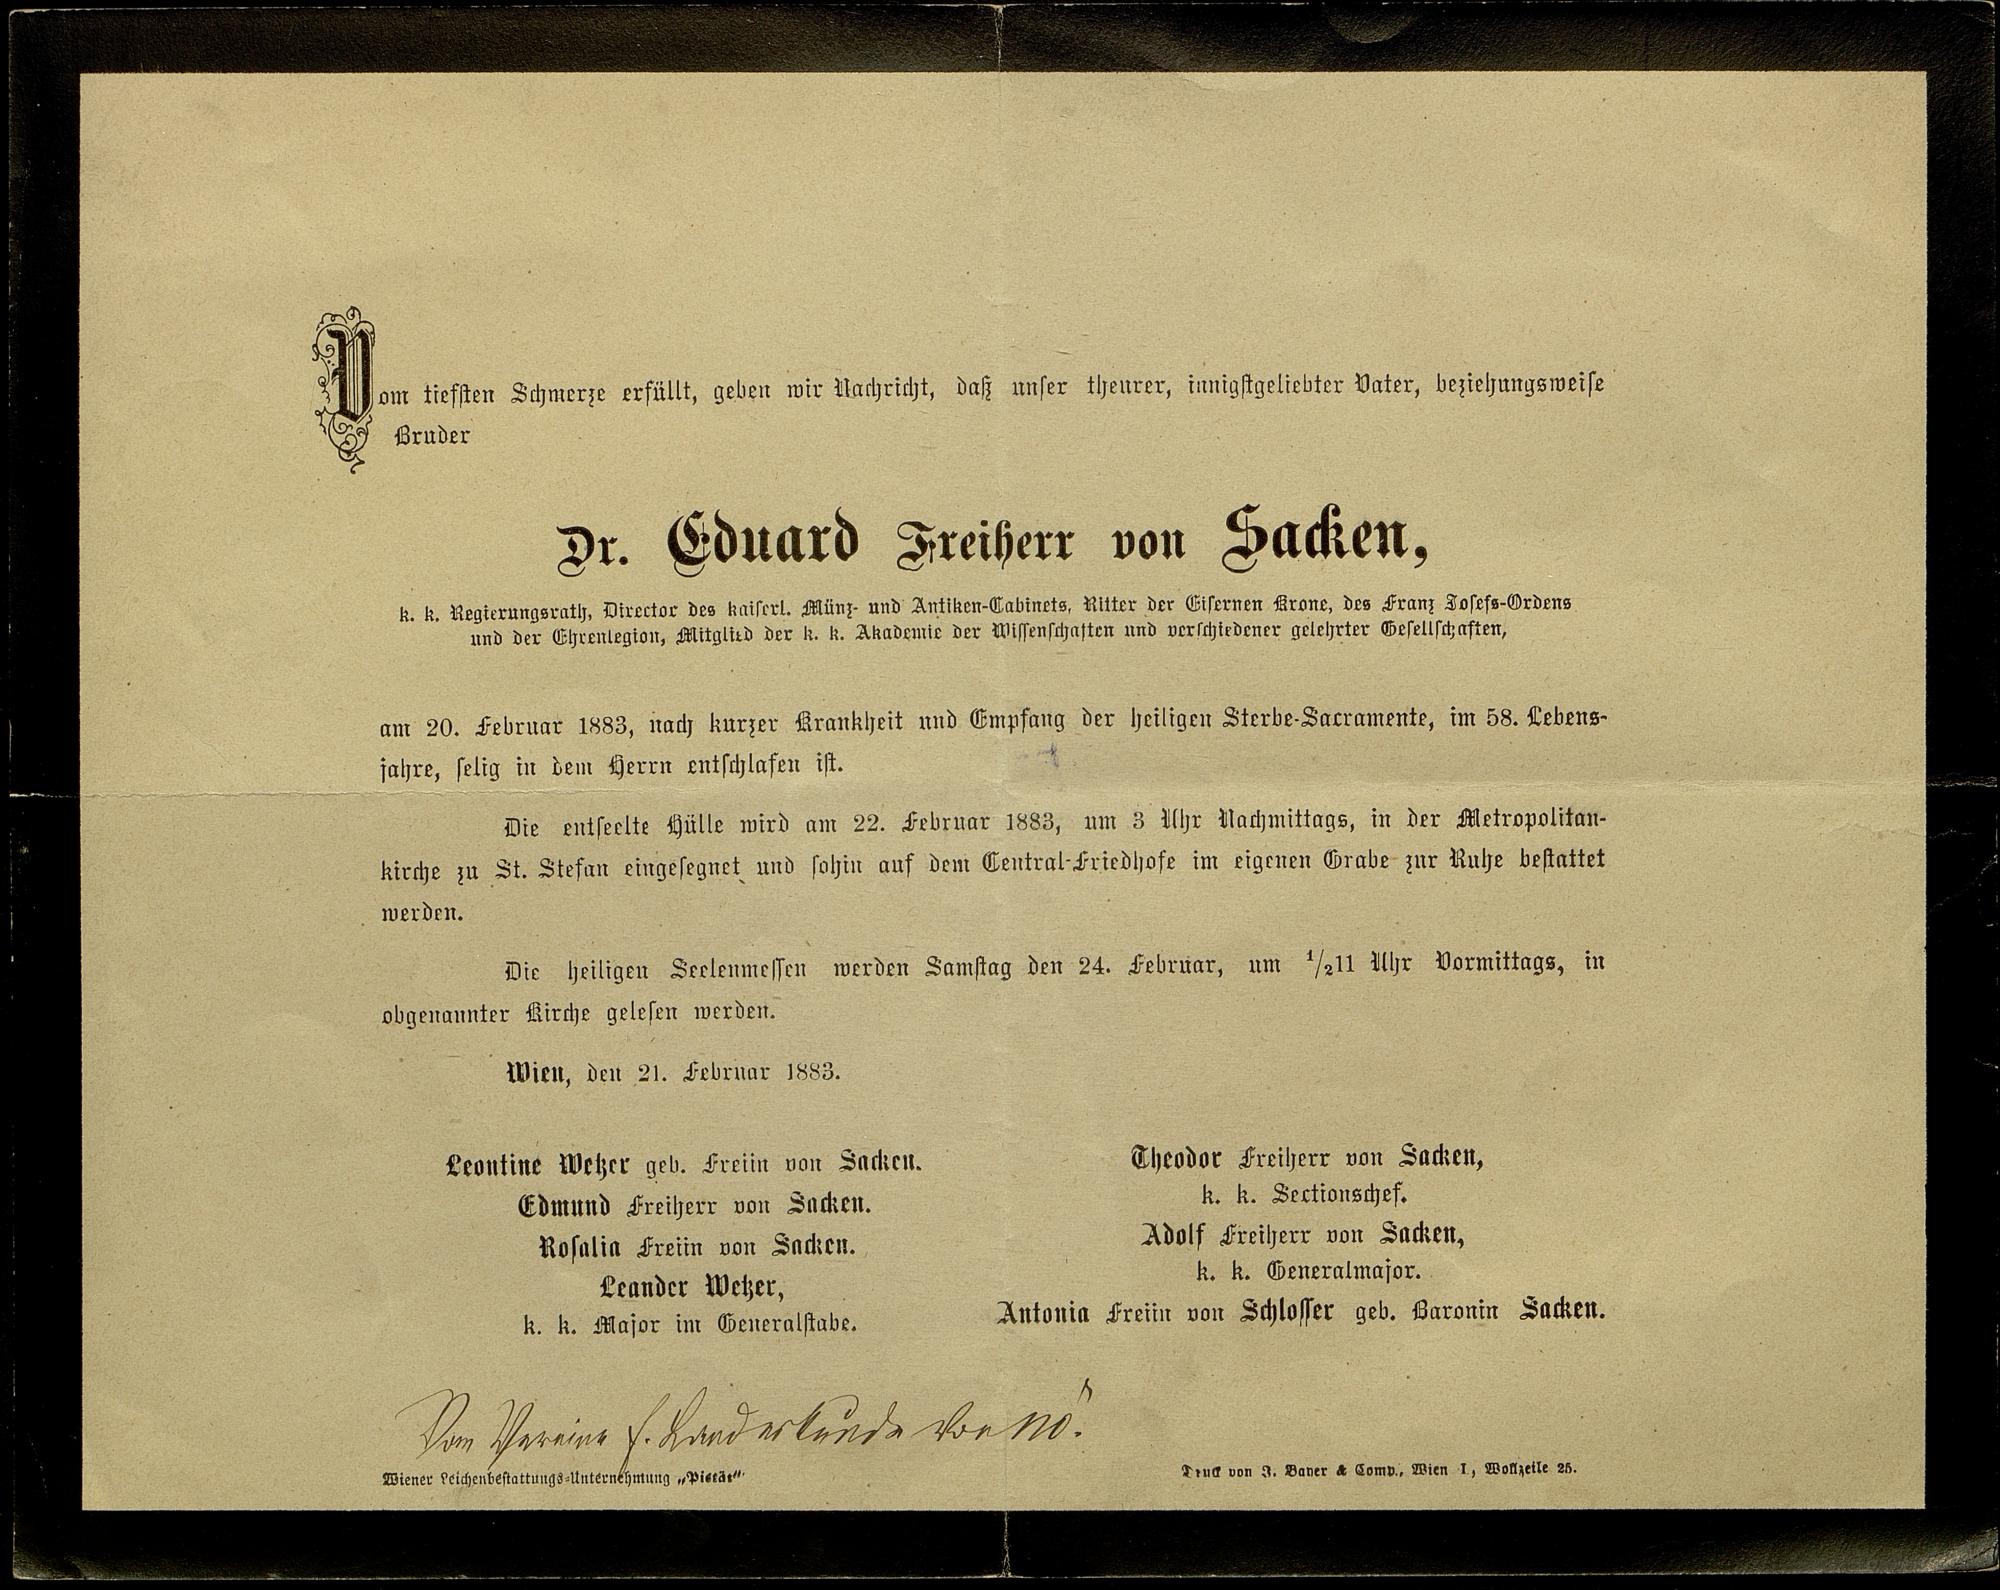 Vom tiefsten Schmerze erfüllt, geben wir Nachricht, daß unser theurer, innigstgeliebter Vater, beziehungsweise
Bruder
Dr. Eduard Freiherr von Sacken,
k. k. Regierungsrath, Director des kaiserl. Münz- und Antiken-Cabinets, Ritter der Eisernen Krone, des Franz Josefs-Ordens
und der Ehrenlegion, Mitglied der k. k. Akademie der Wissenschaften und verschiedener gelehrter Gesellschaften,
am 20. Februar 1883, nach kurzer Krankheit und Empfang der heiligen Sterbe-Sacramente, im 58. Lebens-
jahre, selig in dem Herrn entschlafen ist.
Die entseelte Hülle wird am 22. Februar 1883, um 3 Uhr Nachmittags, in der Metropolitan-
kirche zu St. Stefan eingesegnet und sohin auf dem Central-Friedhofe im eigenen Grabe zur Ruhe bestattet
werden.
Die heiligen Seelenmessen werden Samstag den 24. Februar, um 1/211 Uhr Vormittags, in
obgenannter Kirche gelesen werden.
Wien, den 21. Februar 1883.
Leontine Wetzer geb. Freiin von Sacken.
Edmund Freiherr von Sacken.
Rosalia Freiin von Sacken.
Leander Wetzer,
k. k. Major im Generalstabe.
Theodor Freiherr von Sacken,
k. k. Sectionschef.
Adolf Freiherr von Sacken,
k. k. Generalmajor.
Antonia Freiin von Schlosser geb. Baronin Sacken.
Vom Vereine f. Landeskunde von NÖ.
Wiener Leichenbestattungs-Unternehmung „Pietät"
Druck von J. Bayer & Comp., Wien I., Wollzeile 25.